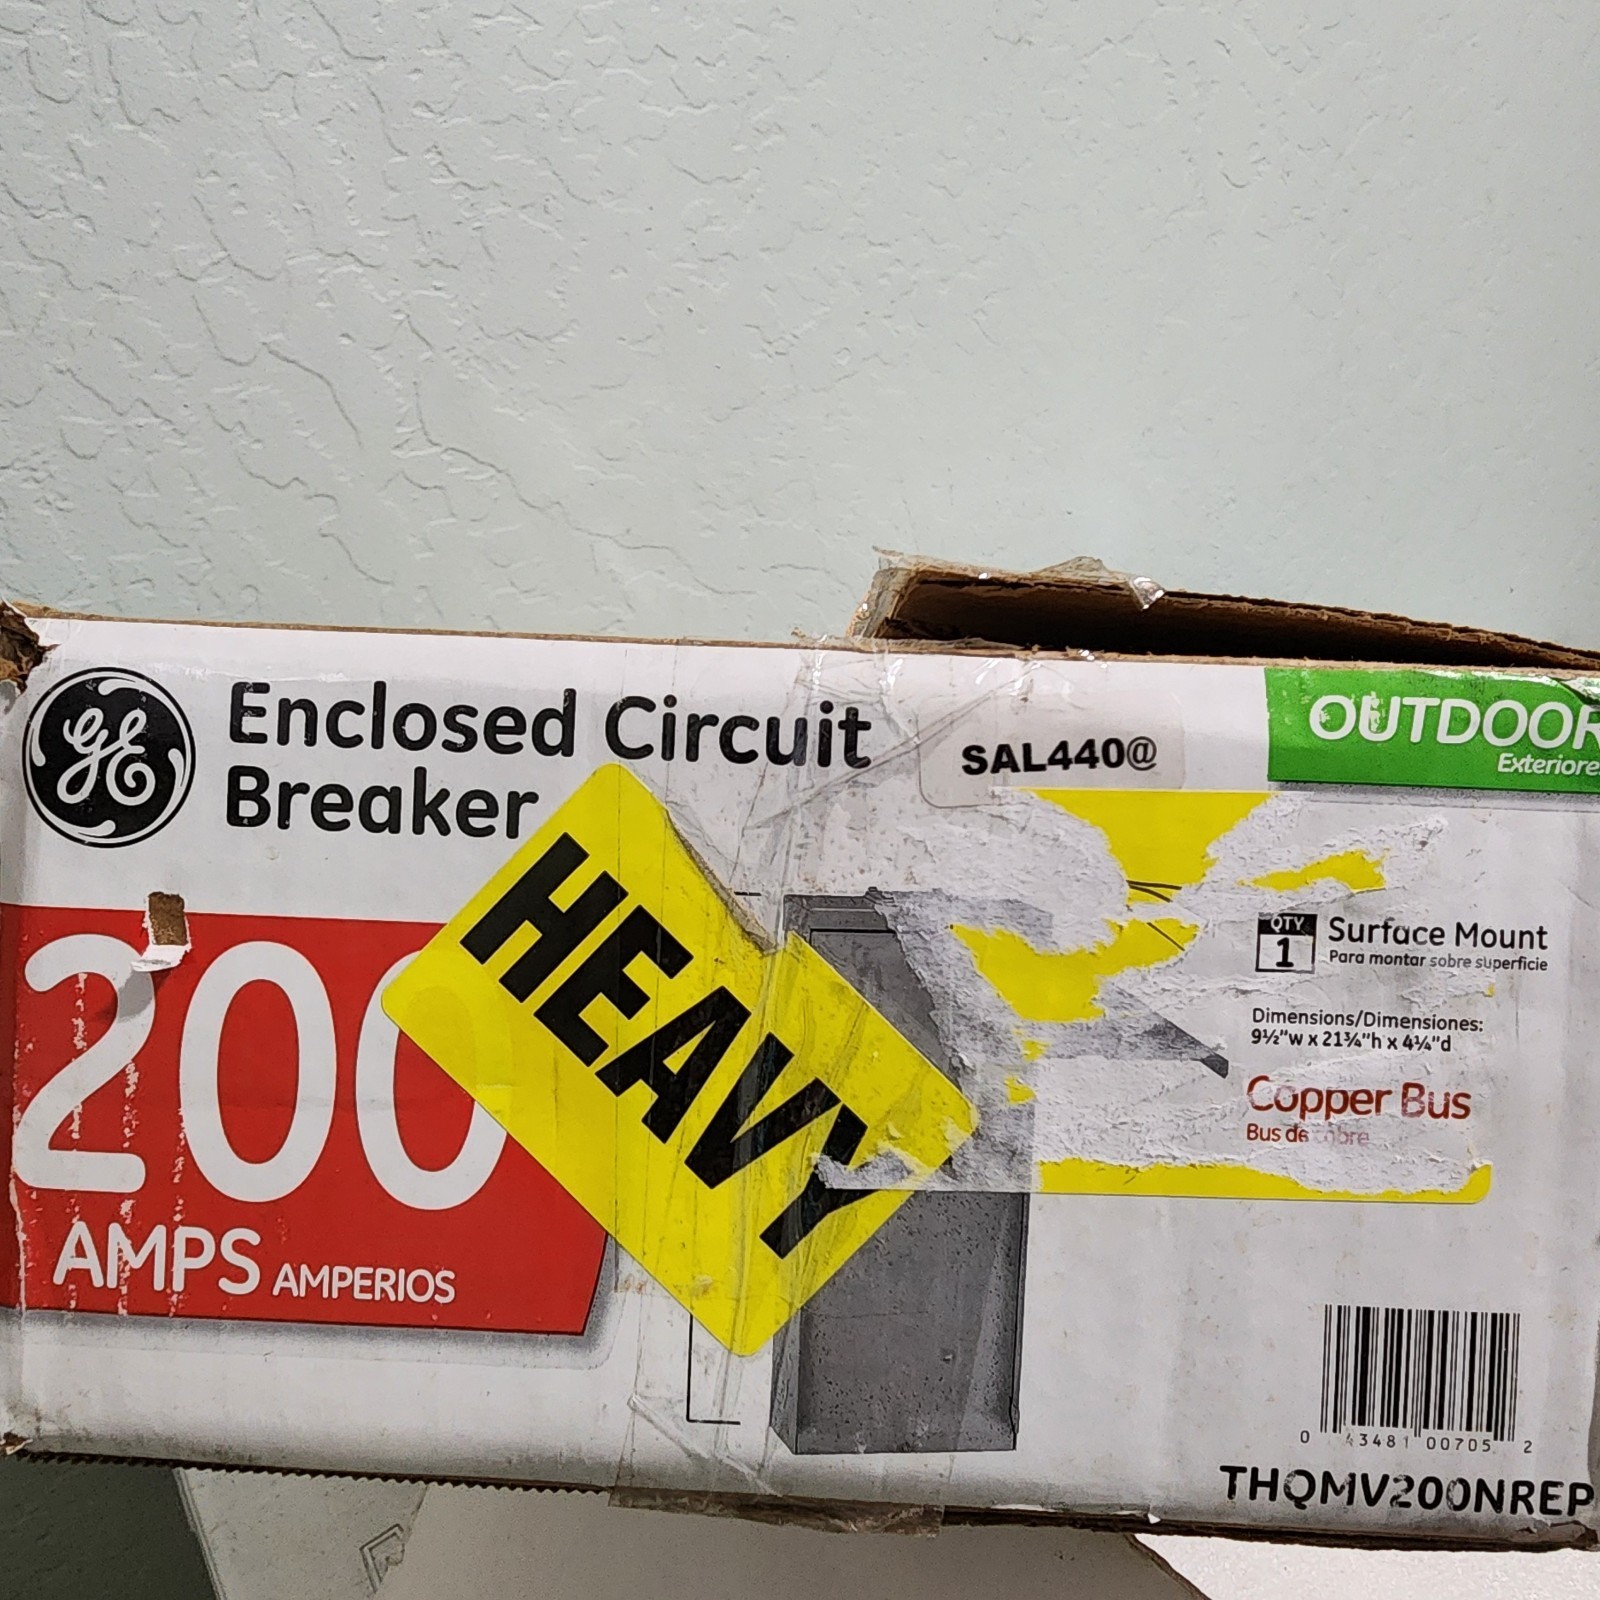 GE
Enclosed Circuit
Breaker
SAL440@
OUTDOOR
Exteriore
HEAVY
200
AMPS AMPERIOS
QTY
1
Surface Mount
Para montar sobre superficie
Dimensions/Dimensiones:
9½"w x 21¾"h x 4¼"d
Copper Bus
Bus de
0 43481 00705 2
THQMV200NREP